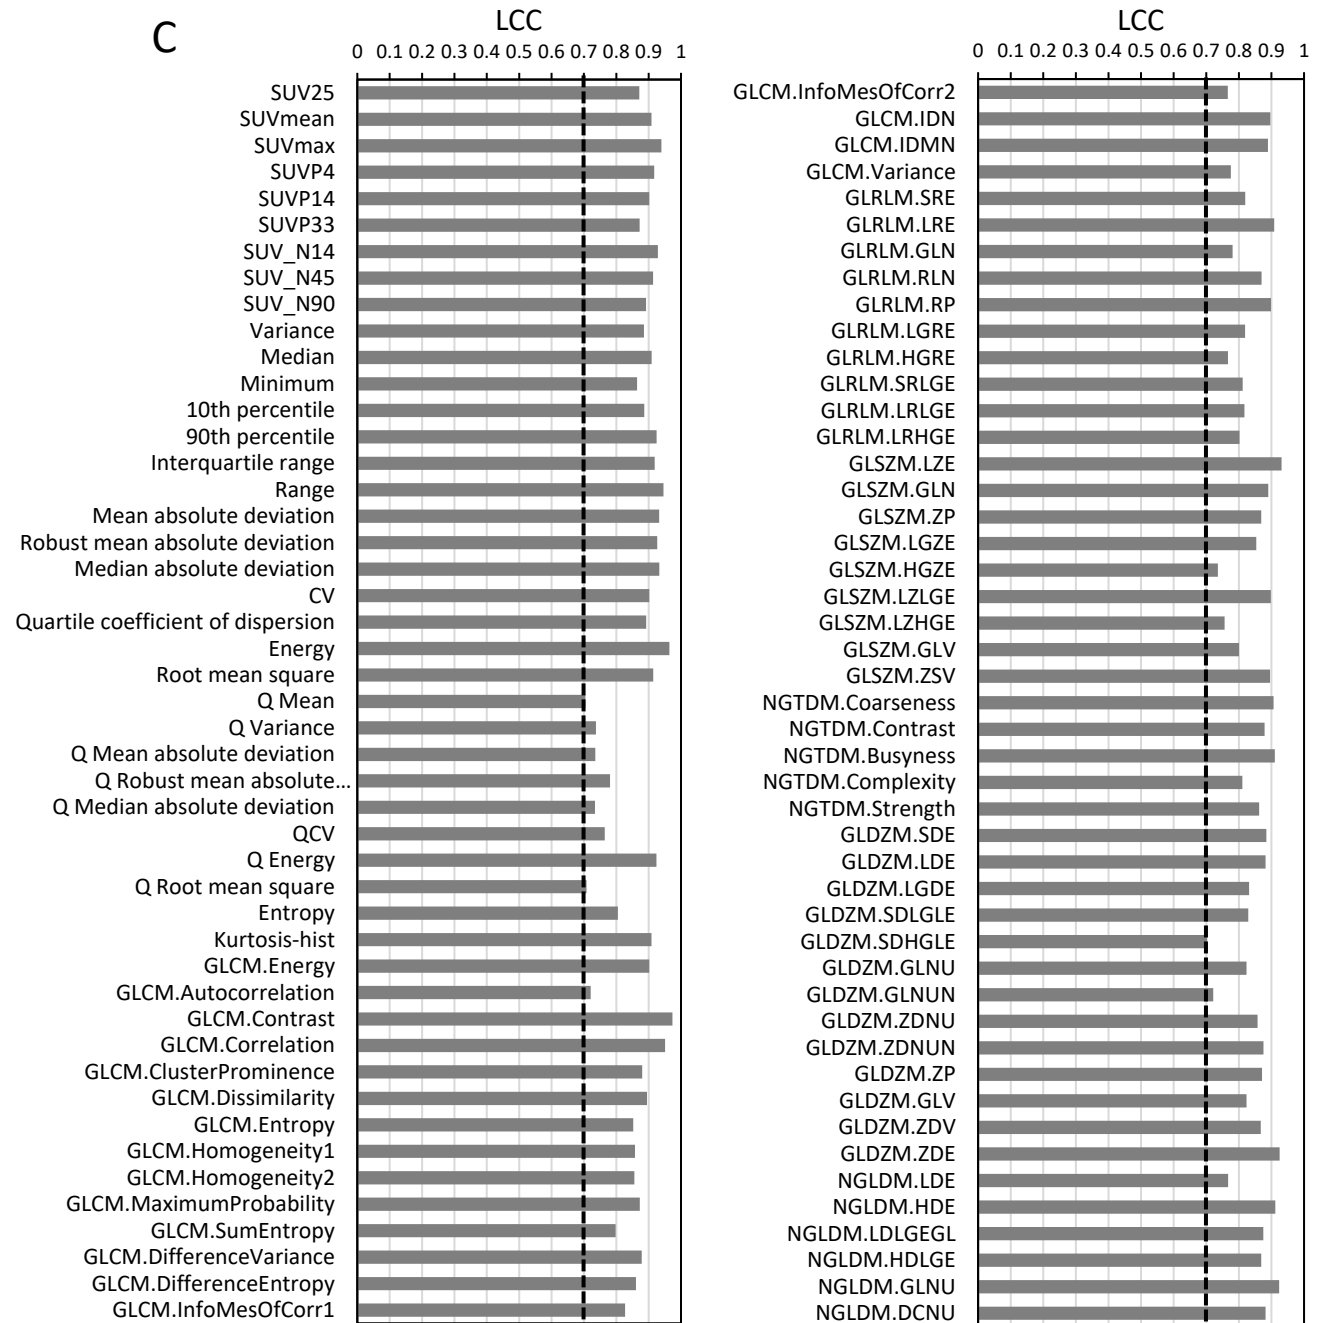 C
LCC
0 0.1 0.2 0.3 0.4 0.5 0.6 0.7 0.8 0.9 1
SUV25
SUVmean
SUVmax
SUVP4
SUVP14
SUVP33
SUV_N14
SUV_N45
SUV_N90
Variance
Median
Minimum
10th percentile
90th percentile
Interquartile range
Range
Mean absolute deviation
Robust mean absolute deviation
Median absolute deviation
CV
Quartile coefficient of dispersion
Energy
Root mean square
Q Mean
Q Variance
Q Mean absolute deviation
Q Robust mean absolute...
Q Median absolute deviation
QCV
Q Energy
Q Root mean square
Entropy
Kurtosis-hist
GLCM.Energy
GLCM.Autocorrelation
GLCM.Contrast
GLCM.Correlation
GLCM.ClusterProminence
GLCM.Dissimilarity
GLCM.Entropy
GLCM.Homogeneity1
GLCM.Homogeneity2
GLCM.MaximumProbability
GLCM.SumEntropy
GLCM.DifferenceVariance
GLCM.DifferenceEntropy
GLCM.InfoMesOfCorr1
LCC
0 0.1 0.2 0.3 0.4 0.5 0.6 0.7 0.8 0.9 1
GLCM.InfoMesOfCorr2
GLCM.IDN
GLCM.IDMN
GLCM.Variance
GLRLM.SRE
GLRLM.LRE
GLRLM.GLN
GLRLM.RLN
GLRLM.RP
GLRLM.LGRE
GLRLM.HGRE
GLRLM.SRLGE
GLRLM.LRLGE
GLRLM.LRHGE
GLSZM.LZE
GLSZM.GLN
GLSZM.ZP
GLSZM.LGZE
GLSZM.HGZE
GLSZM.LZLGE
GLSZM.LZHGE
GLSZM.GLV
GLSZM.ZSV
NGTDM.Coarseness
NGTDM.Contrast
NGTDM.Busyness
NGTDM.Complexity
NGTDM.Strength
GLDZM.SDE
GLDZM.LDE
GLDZM.LGDE
GLDZM.SDLGLE
GLDZM.SDHGLE
GLDZM.GLNU
GLDZM.GLNUN
GLDZM.ZDNU
GLDZM.ZDNUN
GLDZM.ZP
GLDZM.GLV
GLDZM.ZDV
GLDZM.ZDE
NGLDM.LDE
NGLDM.HDE
NGLDM.LDLGEGL
NGLDM.HDLGE
NGLDM.GLNU
NGLDM.DCNU